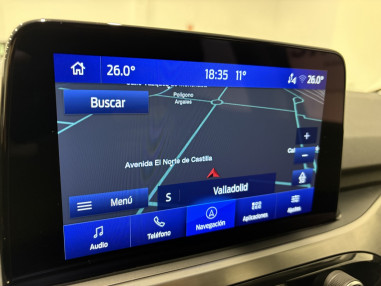 26.0° 18:35 11° 26.0°
Buscar
Polígono
Argales
Avenida El Norte de Castilla
+
−
S Valladolid
Menú
Audio Teléfono Navegación Aplicaciones Ajustes